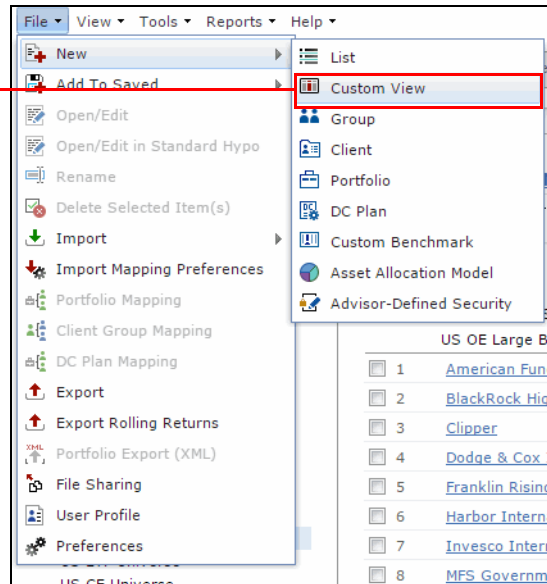 File View Tools Reports Help
New
Add To Saved
Open/Edit
Open/Edit in Standard Hypo
Rename
Delete Selected Item(s)
Import
Import Mapping Preferences
Portfolio Mapping
Client Group Mapping
DC Plan Mapping
Export
Export Rolling Returns
XML Portfolio Export (XML)
File Sharing
User Profile
Preferences
US CE Universe
List
Custom View
Group
Client
Portfolio
DC Plan
Custom Benchmark
Asset Allocation Model
Advisor-Defined Security
US OE Large B
1 American Fun
2 BlackRock Hig
3 Clipper
4 Dodge & Cox
5 Franklin Risin
6 Harbor Intern
7 Invesco Inter
8 MFS Governm